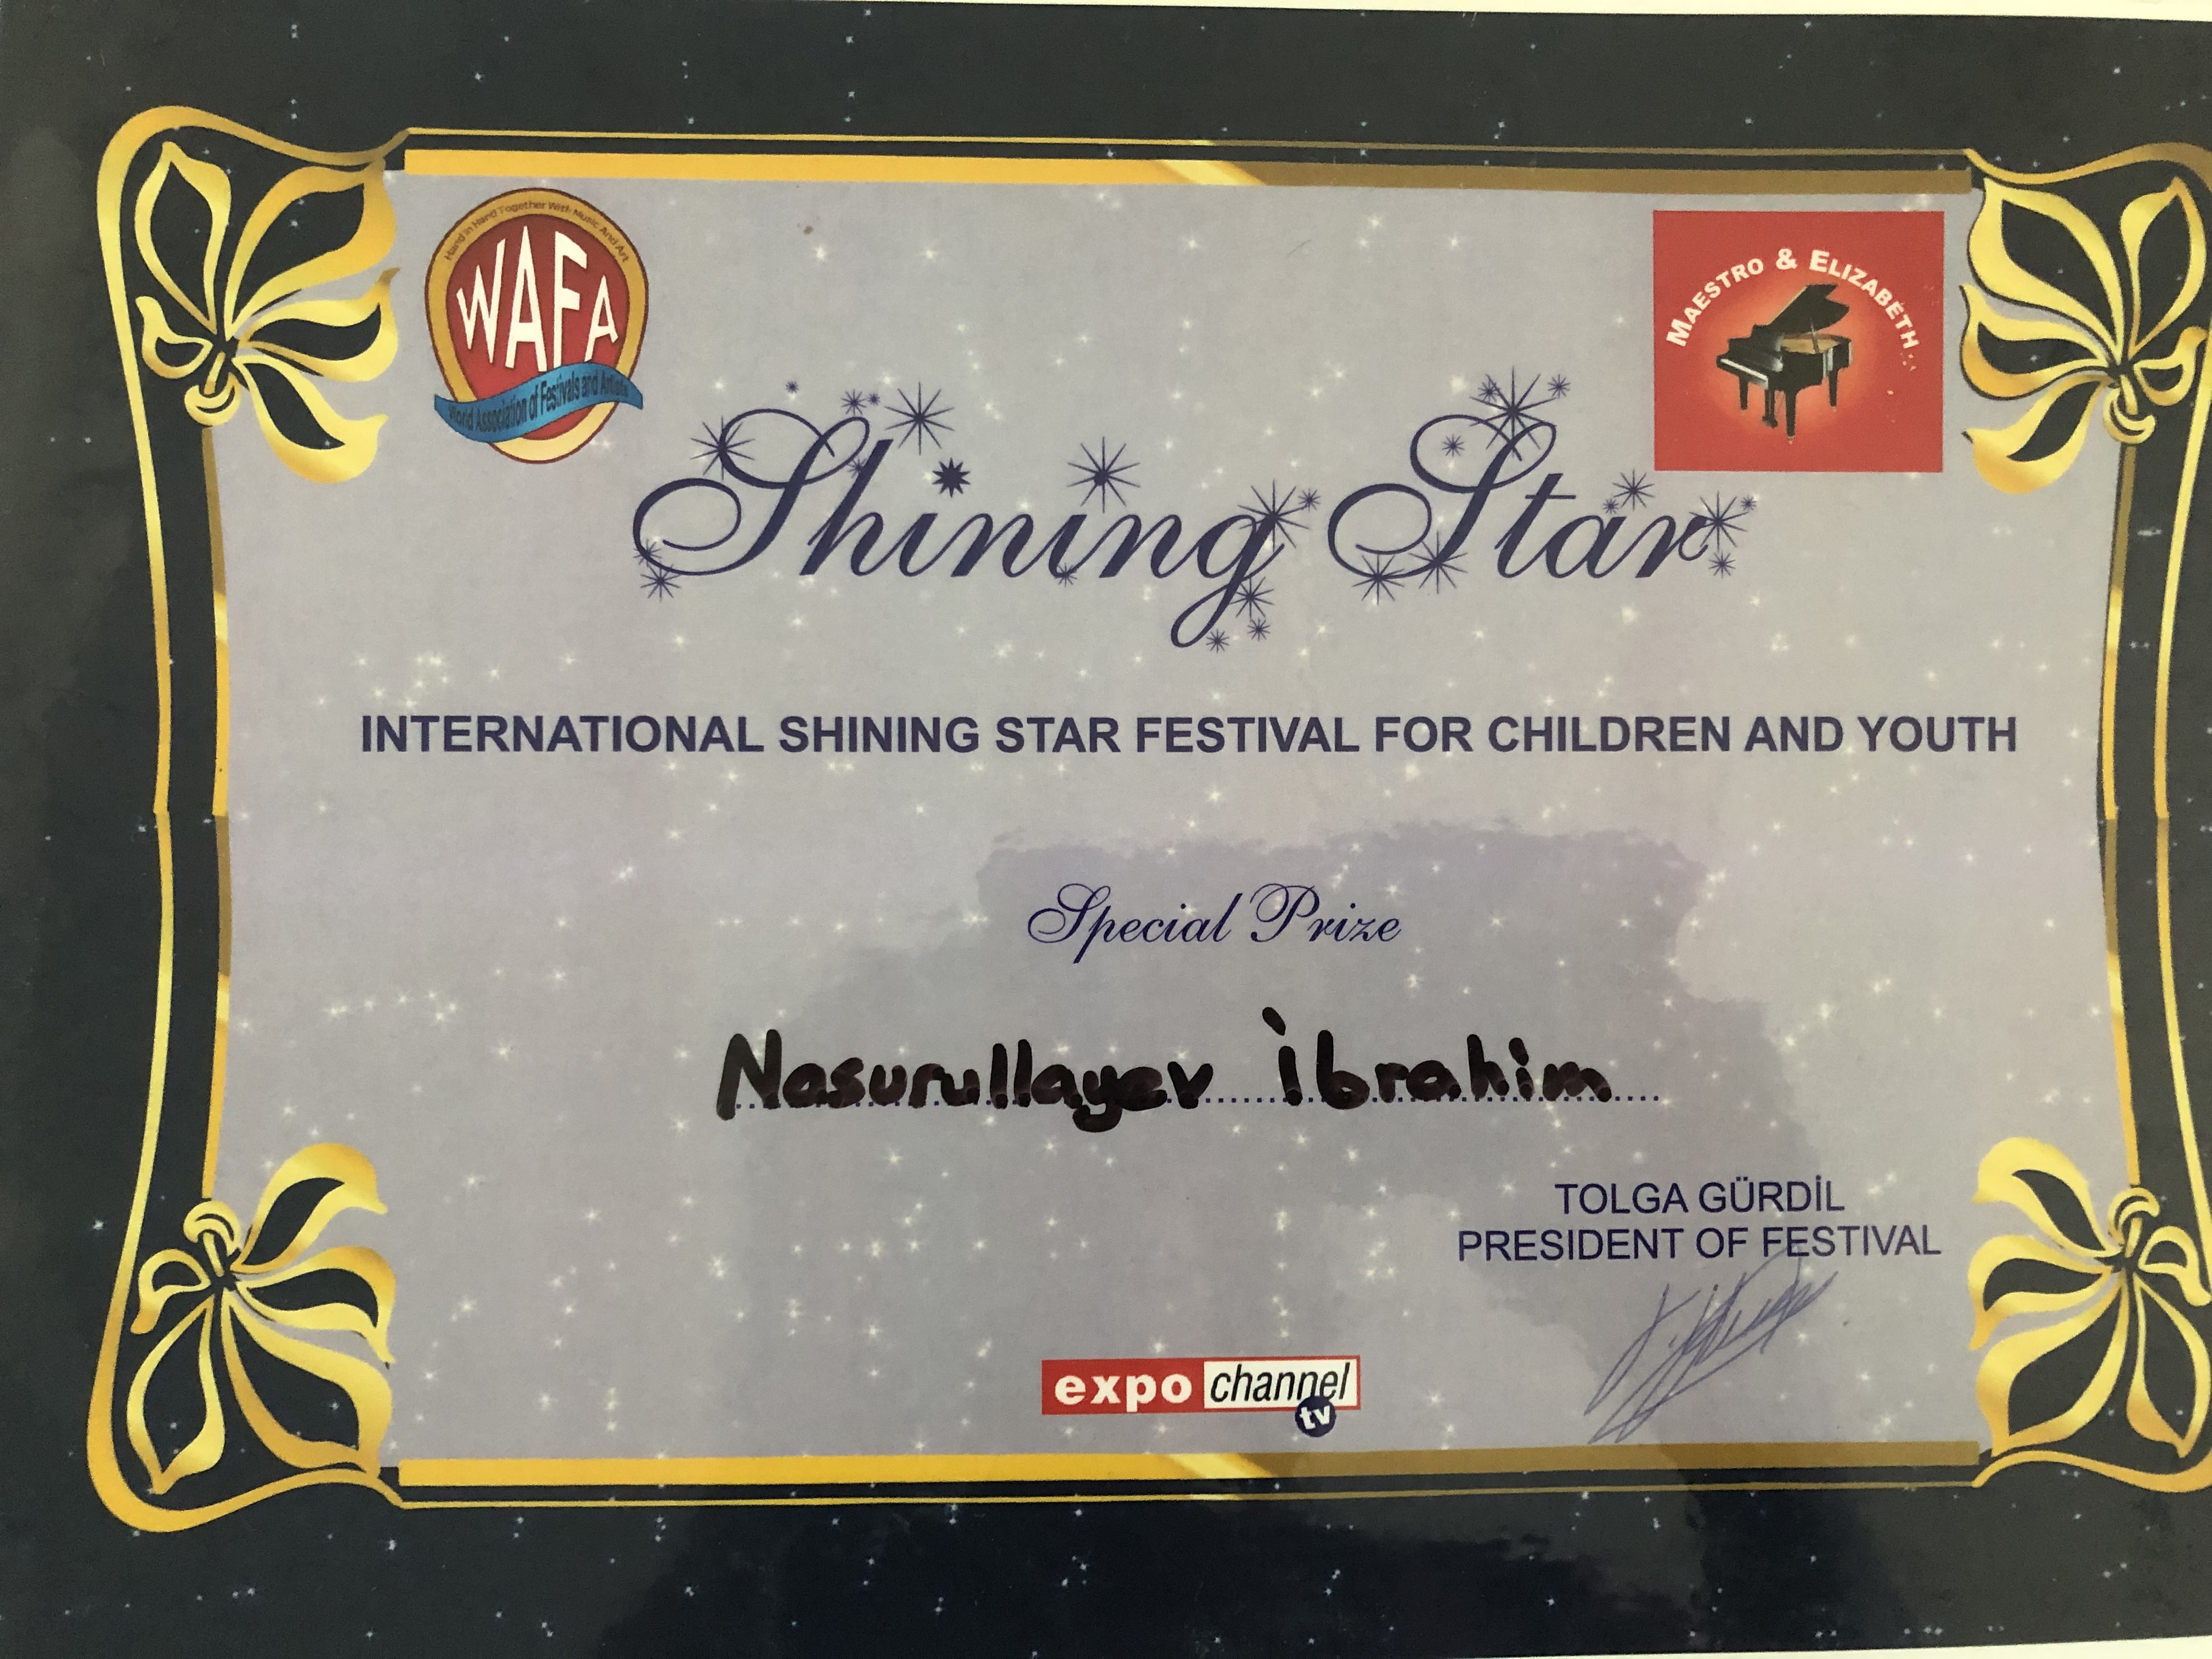 Hand in Hand Together With Music And Art
WAFA
World Association of Festivals and Artists
MAESTRO & ELIZABETH
Shining Star
INTERNATIONAL SHINING STAR FESTIVAL FOR CHILDREN AND YOUTH
Special Prize
Nasurullayev İbrahim
TOLGA GÜRDİL
PRESIDENT OF FESTIVAL
expo channel
tv